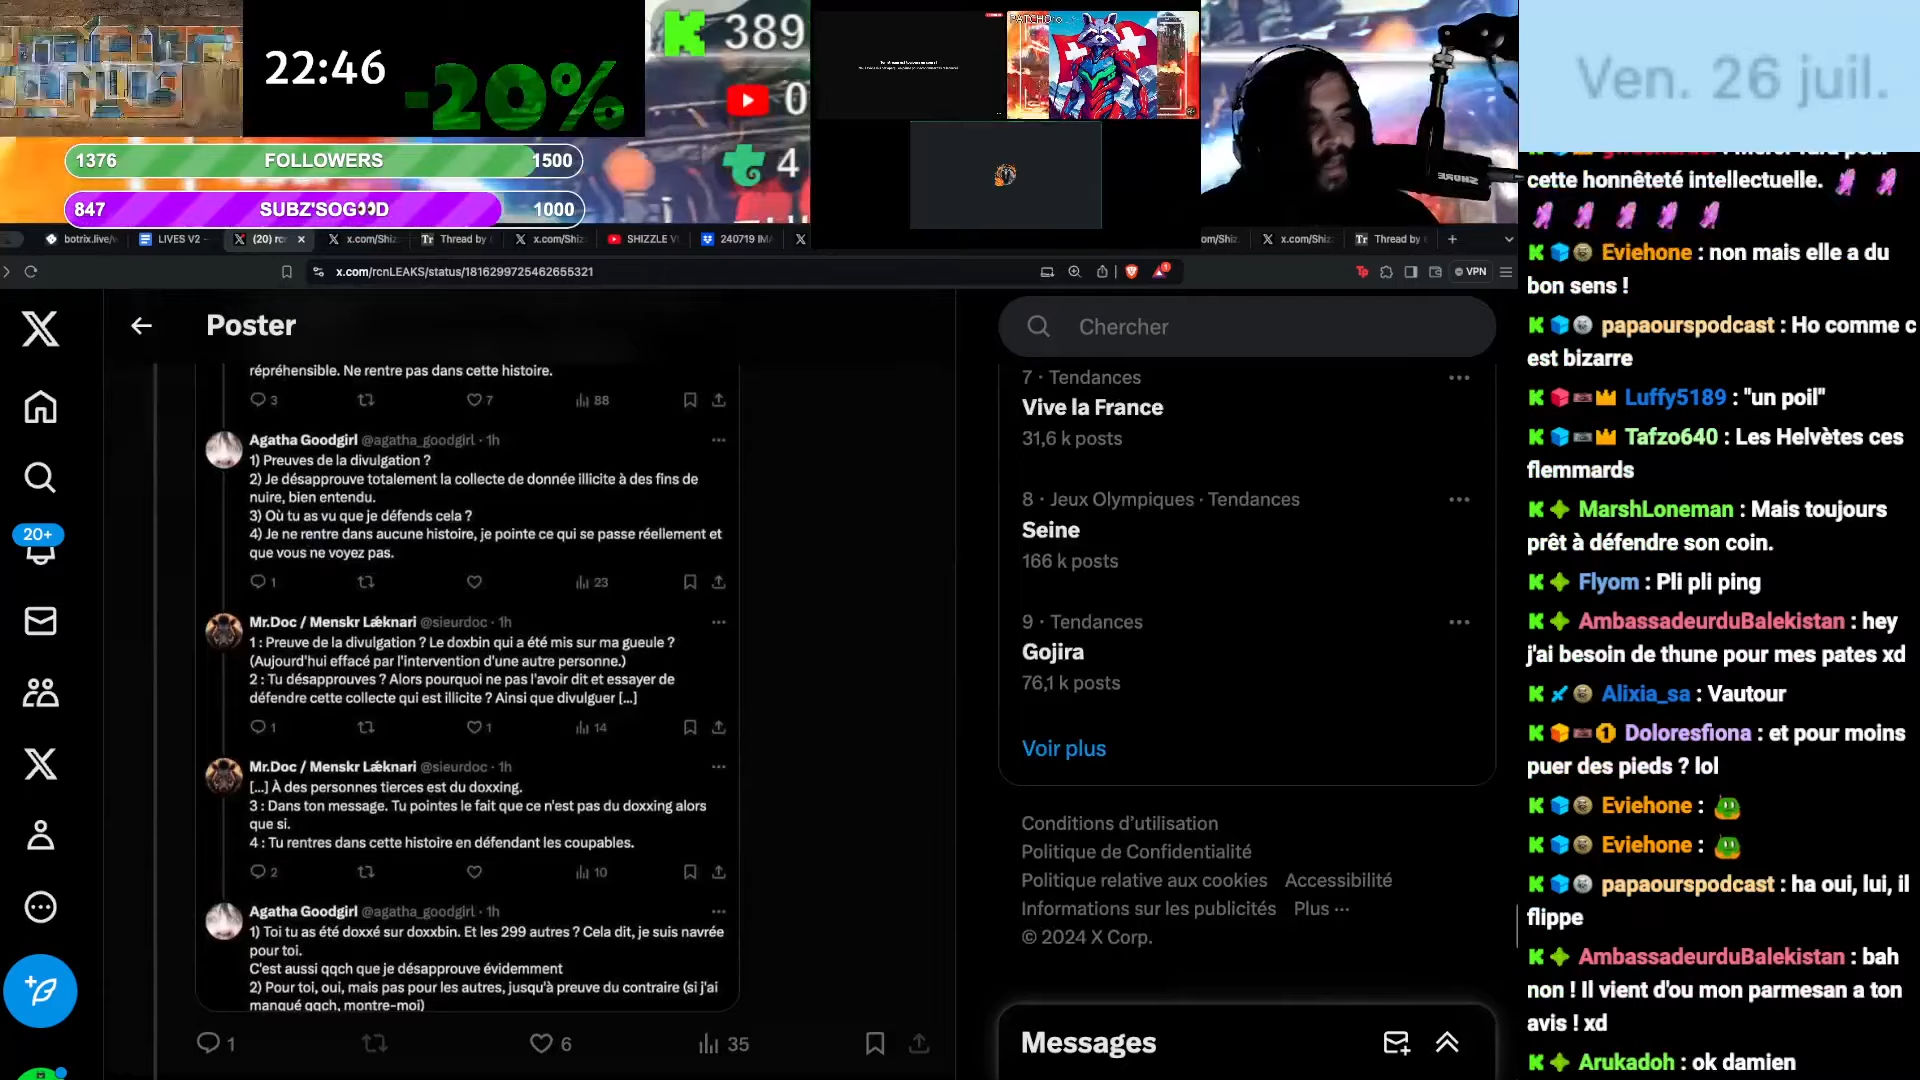 22:46
-20%
389
0
4
PATCHO
1376 FOLLOWERS 1500
847 SUBZ'SOG👀D 1000
SHURE
Ven. 26 juil.
botrix.live/
LIVES V2
(20) rc
x.com/Shiz
Thread by
x.com/Shiz
SHIZZLE V
240719 IM
om/Shiz
x.com/Shiz
Thread by
x.com/rcnLEAKS/status/1816299725462655321
VPN
Poster
répréhensible. Ne rentre pas dans cette histoire.
3 7 88
Agatha Goodgirl @agatha_goodgirl · 1h
1) Preuves de la divulgation ?
2) Je désapprouve totalement la collecte de donnée illicite à des fins de
nuire, bien entendu.
3) Où tu as vu que je défends cela ?
4) Je ne rentre dans aucune histoire, je pointe ce qui se passe réellement et
que vous ne voyez pas.
1 23
Mr.Doc / Menskr Lǽknari @sieurdoc · 1h
1 : Preuve de la divulgation ? Le doxbin qui a été mis sur ma gueule ?
(Aujourd'hui effacé par l'intervention d'une autre personne.)
2 : Tu désapprouves ? Alors pourquoi ne pas l'avoir dit et essayer de
défendre cette collecte qui est illicite ? Ainsi que divulguer [...]
1 1 14
Mr.Doc / Menskr Lǽknari @sieurdoc · 1h
[...] À des personnes tierces est du doxxing.
3 : Dans ton message. Tu pointes le fait que ce n'est pas du doxxing alors
que si.
4 : Tu rentres dans cette histoire en défendant les coupables.
2 10
Agatha Goodgirl @agatha_goodgirl · 1h
1) Toi tu as été doxxé sur doxxbin. Et les 299 autres ? Cela dit, je suis navrée
pour toi.
C'est aussi qqch que je désapprouve évidemment
2) Pour toi, oui, mais pas pour les autres, jusqu'à preuve du contraire (si j'ai
manqué qqch, montre-moi)
1 6 35
20+
Chercher
7 · Tendances
Vive la France
31,6 k posts
8 · Jeux Olympiques · Tendances
Seine
166 k posts
9 · Tendances
Gojira
76,1 k posts
Voir plus
Conditions d'utilisation
Politique de Confidentialité
Politique relative aux cookies Accessibilité
Informations sur les publicités Plus ···
© 2024 X Corp.
Messages
cette honnêteté intellectuelle.
Eviehone : non mais elle a du
bon sens !
papaourspodcast : Ho comme c
est bizarre
Luffy5189 : "un poil"
Tafzo640 : Les Helvètes ces
flemmards
MarshLoneman : Mais toujours
prêt à défendre son coin.
Flyom : Pli pli ping
AmbassadeurduBalekistan : hey
j'ai besoin de thune pour mes pates xd
Alixia_sa : Vautour
Doloresfiona : et pour moins
puer des pieds ? lol
Eviehone :
Eviehone :
papaourspodcast : ha oui, lui, il
flippe
AmbassadeurduBalekistan : bah
non ! Il vient d'ou mon parmesan a ton
avis ! xd
Arukadoh : ok damien